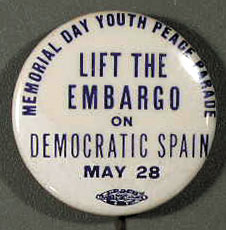 MEMORIAL DAY YOUTH PEACE PARADE
LIFT THE
EMBARGO
ON
DEMOCRATIC SPAIN
MAY 28